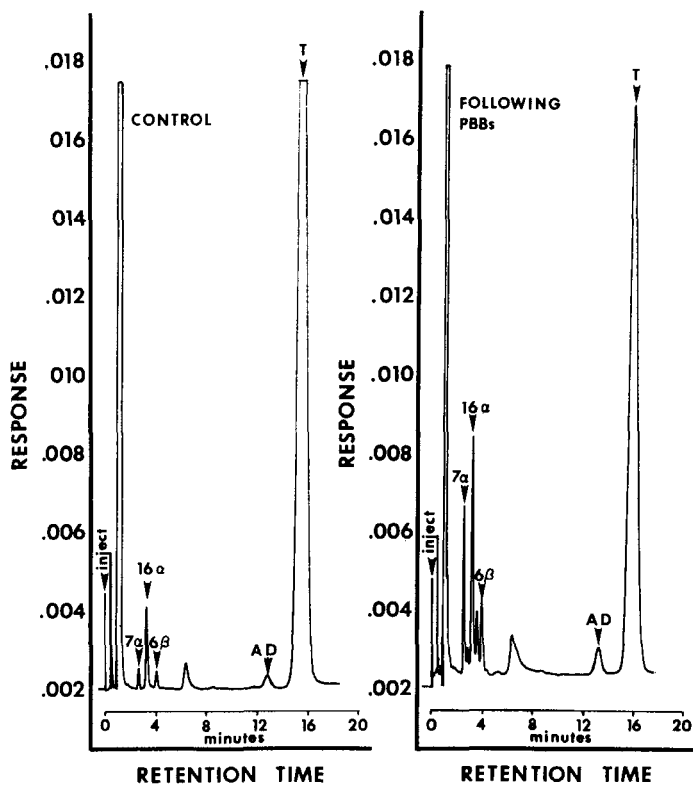 T
.018
CONTROL
016
014
.012
010
.008
.006
.004
.002
RESPONSE
inject
16α
7α
6β
AD
0
4
8
12
16
20
minutes
RETENTION TIME
T
.018
FOLLOWING
PBBs
.016
.014
.012
.010
.008
.006
.004
.002
RESPONSE
inject
16α
7α
6β
AD
0
4
8
12
16
20
minutes
RETENTION TIME